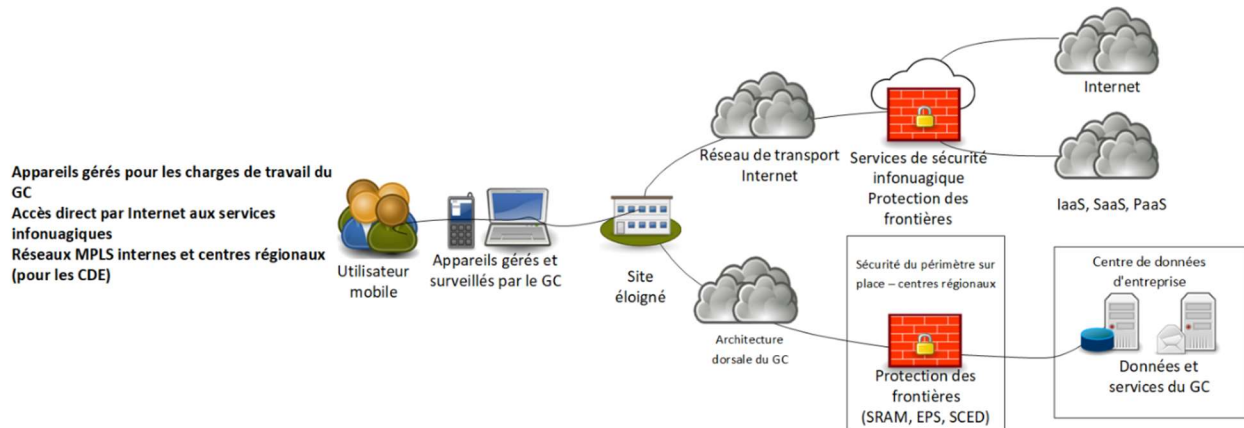 Appareils gérés pour les charges de travail du
GC
Accès direct par Internet aux services
infonuagiques
Réseaux MPLS internes et centres régionaux
(pour les CDE)
Utilisateur
mobile
Appareils gérés et
surveillés par le GC
Site
éloigné
Réseau de transport
Internet
Services de sécurité
infonuagique
Protection des
frontières
Internet
IaaS, SaaS, PaaS
Architecture
dorsale du GC
Sécurité du périmètre sur
place – centres régionaux
Protection des
frontières
(SRAM, EPS, SCED)
Centre de données
d'entreprise
Données et
services du GC